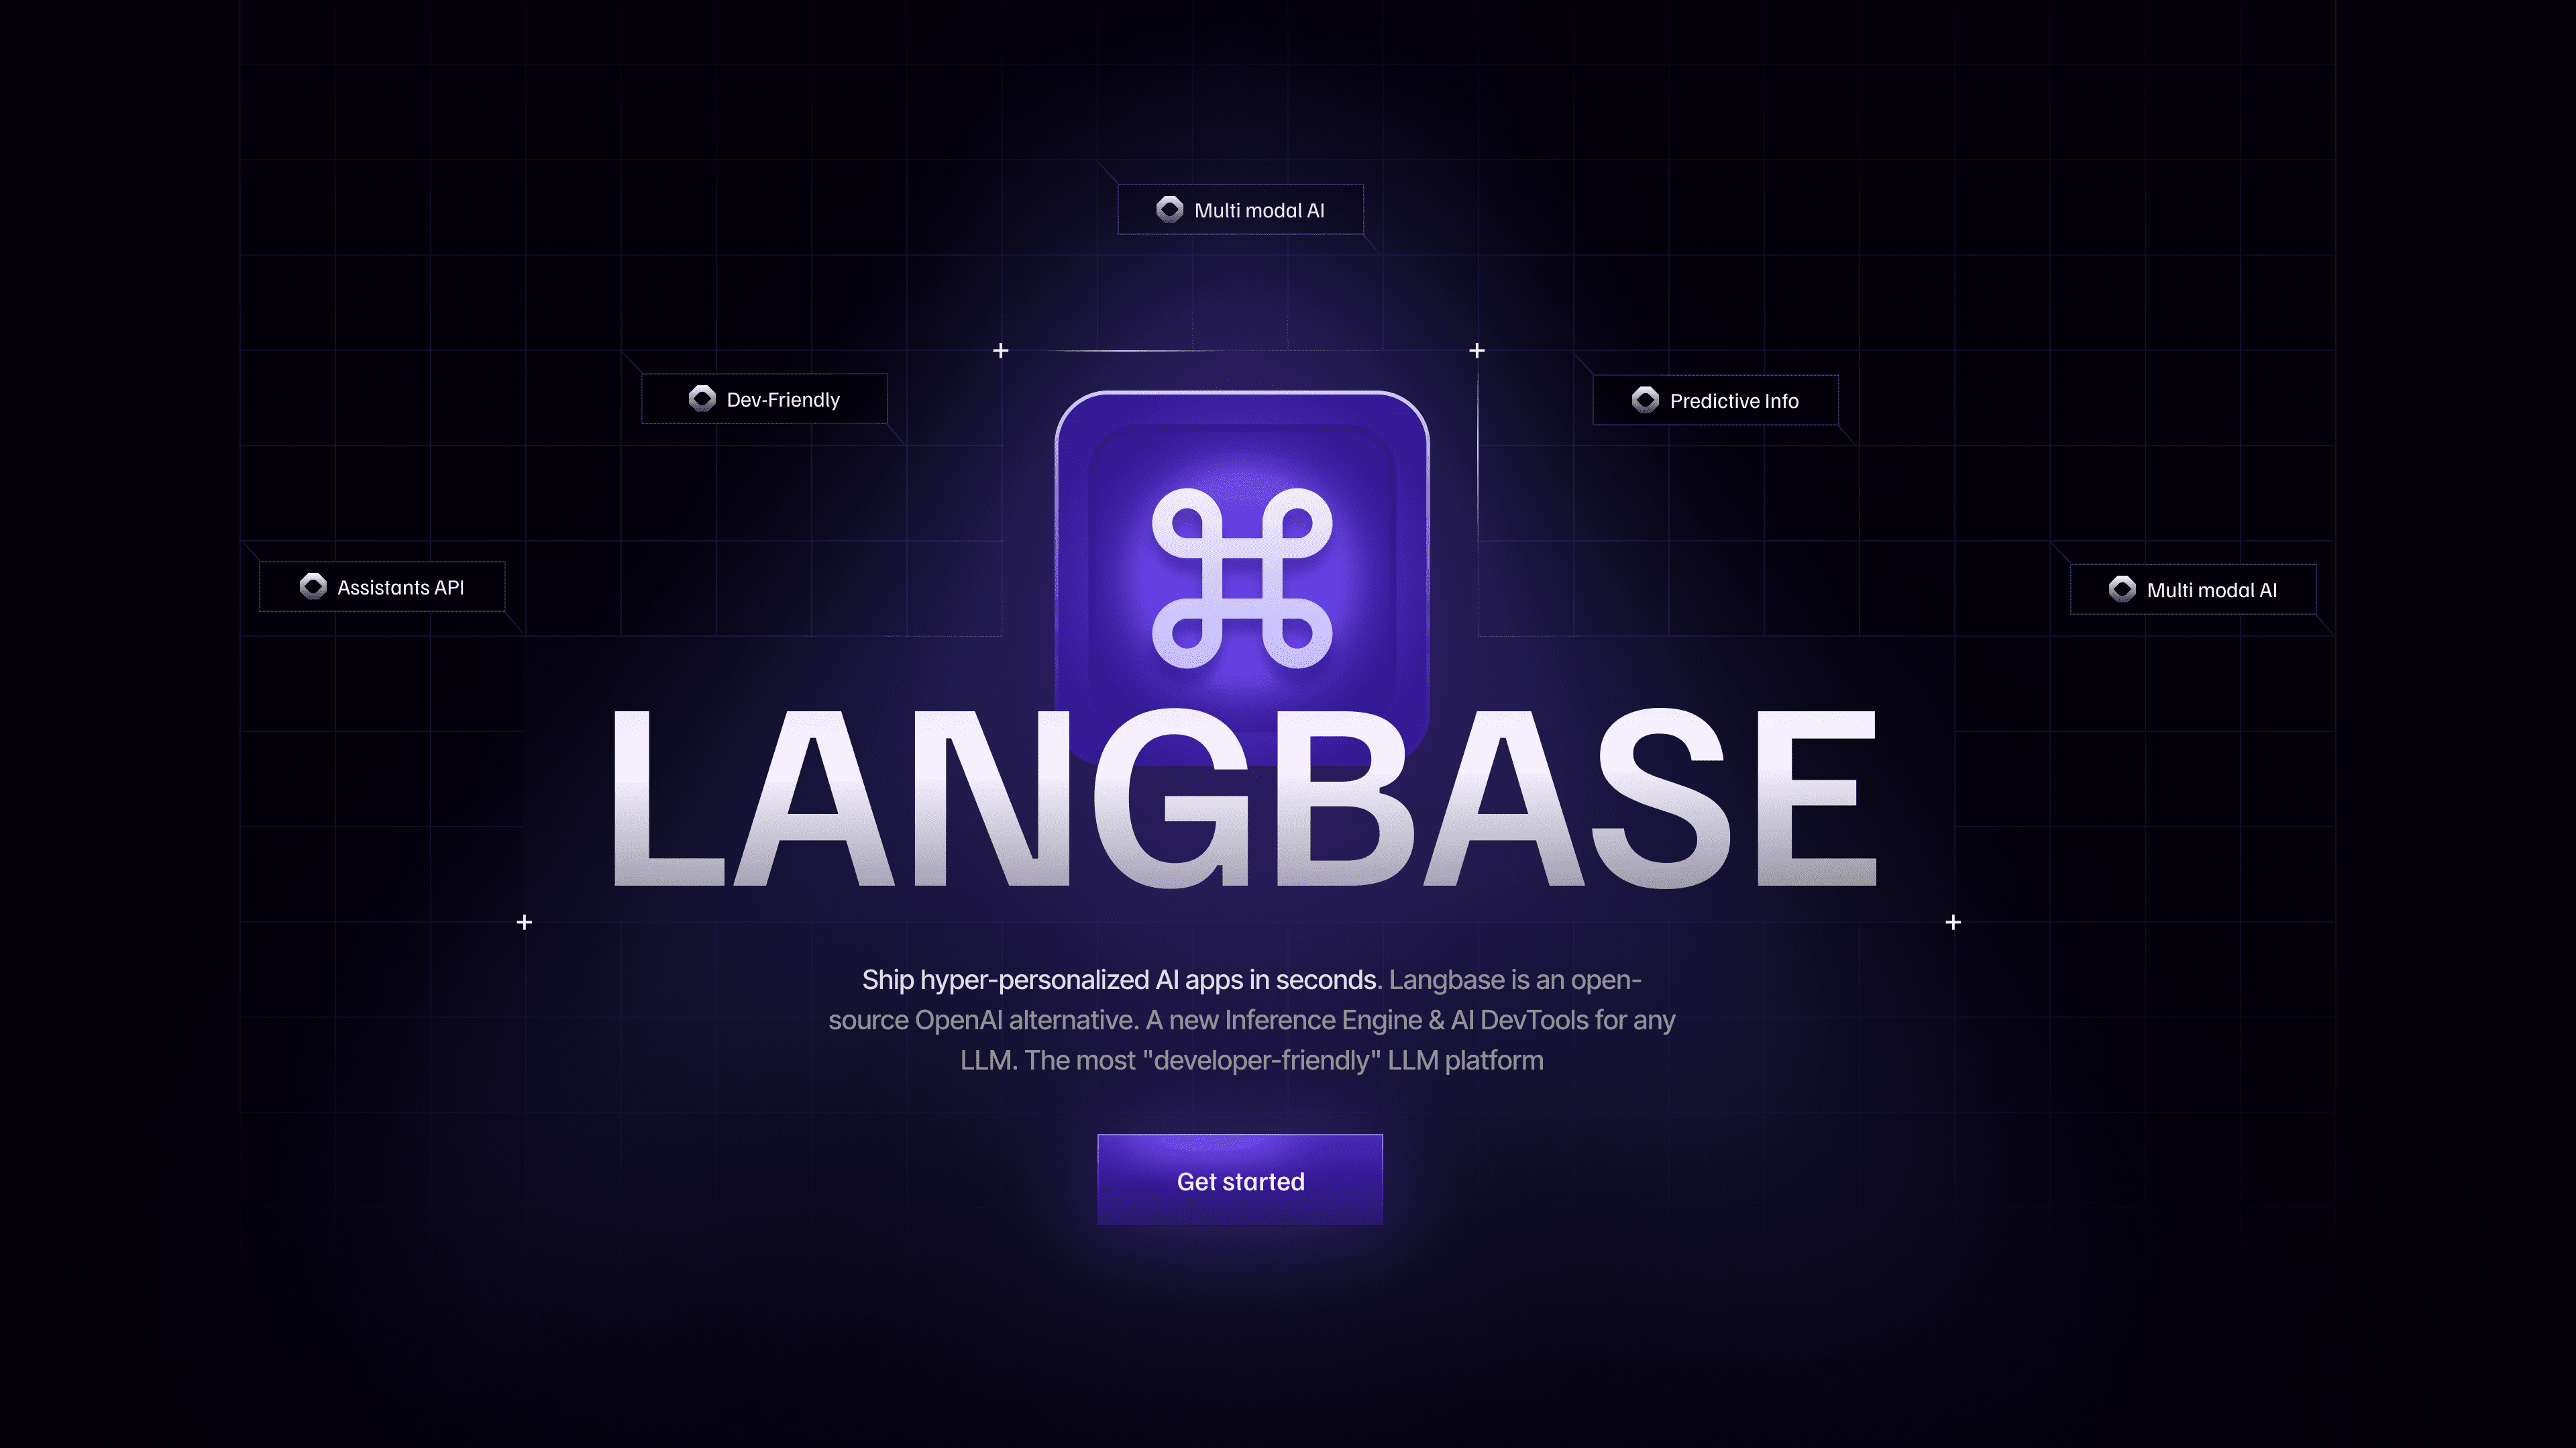 Multi modal AI
Dev-Friendly
Predictive Info
Assistants API
Multi modal AI
LANGBASE
Ship hyper-personalized AI apps in seconds. Langbase is an open-
source OpenAI alternative. A new Inference Engine & AI DevTools for any
LLM. The most "developer-friendly" LLM platform
Get started